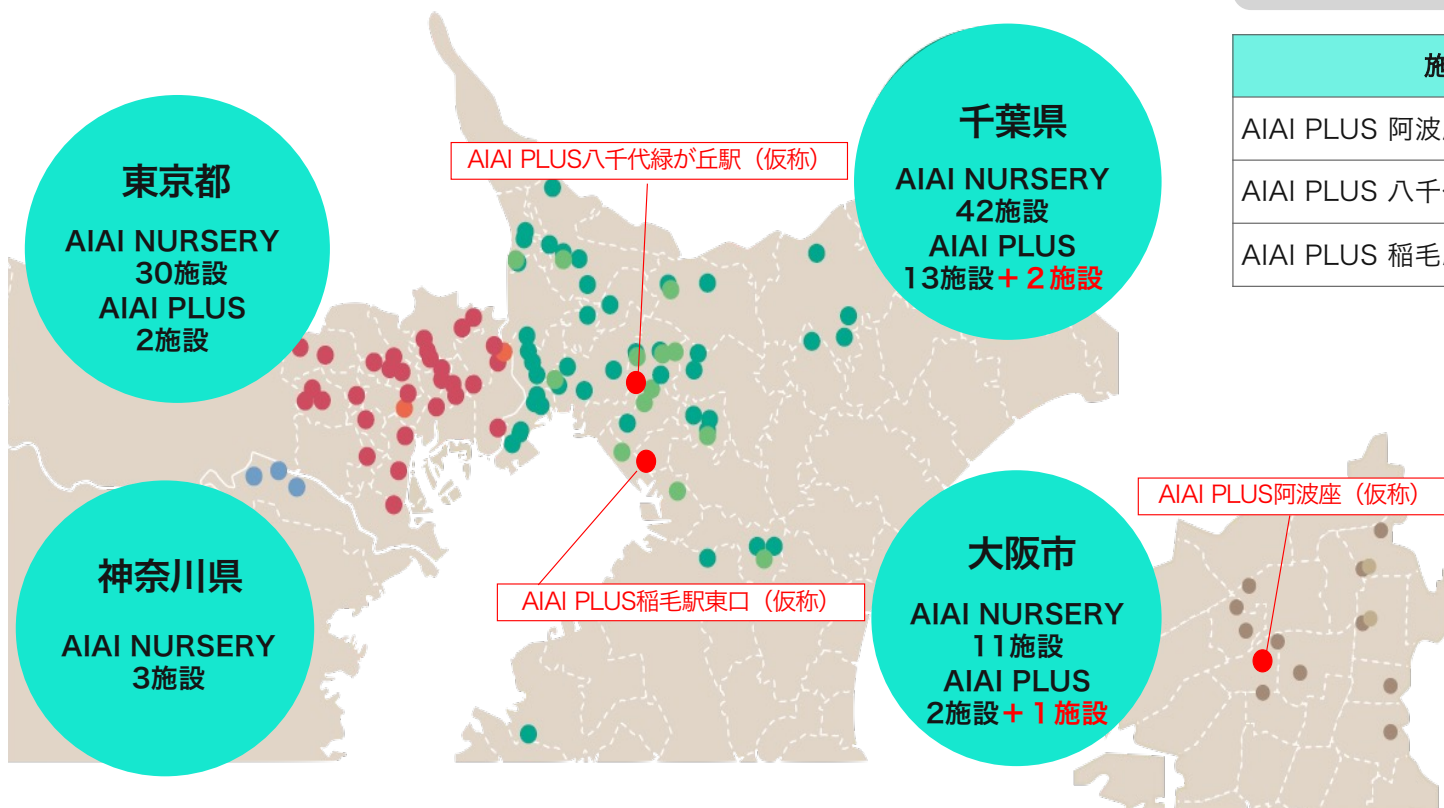 東京都
AIAI NURSERY
30施設
AIAI PLUS
2施設
神奈川県
AIAI NURSERY
3施設
AIAI PLUS八千代緑が丘駅（仮称）
AIAI PLUS稲毛駅東口（仮称）
千葉県
AIAI NURSERY
42施設
AIAI PLUS
13施設＋２施設
大阪市
AIAI NURSERY
11施設
AIAI PLUS
2施設＋１施設
AIAI PLUS阿波座（仮称）
施
AIAI PLUS 阿波
AIAI PLUS 八千
AIAI PLUS 稲毛